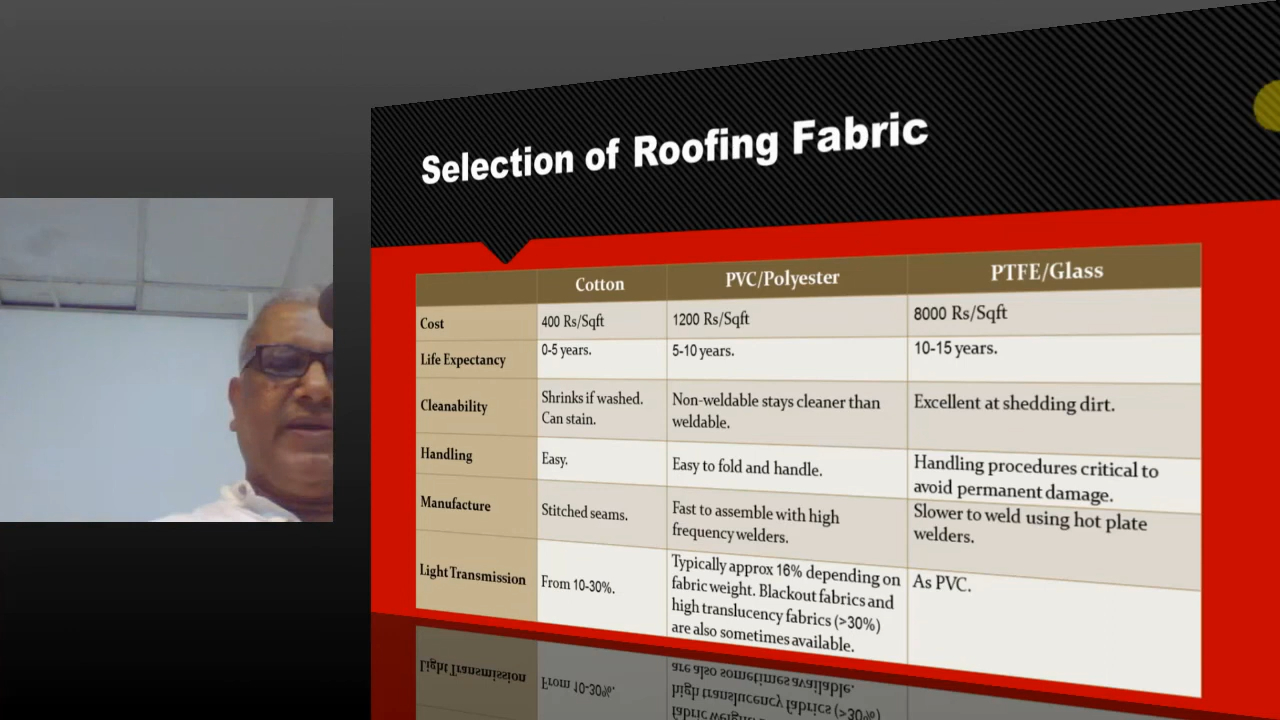 Selection of Roofing Fabric
Cotton PVC/Polyester PTFE/Glass
Cost 400 Rs/Sqft 1200 Rs/Sqft 8000 Rs/Sqft
Life Expectancy 0-5 years. 5-10 years. 10-15 years.
Cleanability
Shrinks if washed.
Can stain.
Non-weldable stays cleaner than
weldable.
Excellent at shedding dirt.
Handling
Easy.
Easy to fold and handle.
Handling procedures critical to
avoid permanent damage.
Manufacture
Stitched seams.
Fast to assemble with high
frequency welders.
Slower to weld using hot plate
welders.
Light Transmission
From 10-30%.
Typically approx 16% depending on
fabric weight. Blackout fabrics and
high translucency fabrics (>30%)
are also sometimes available.
As PVC.